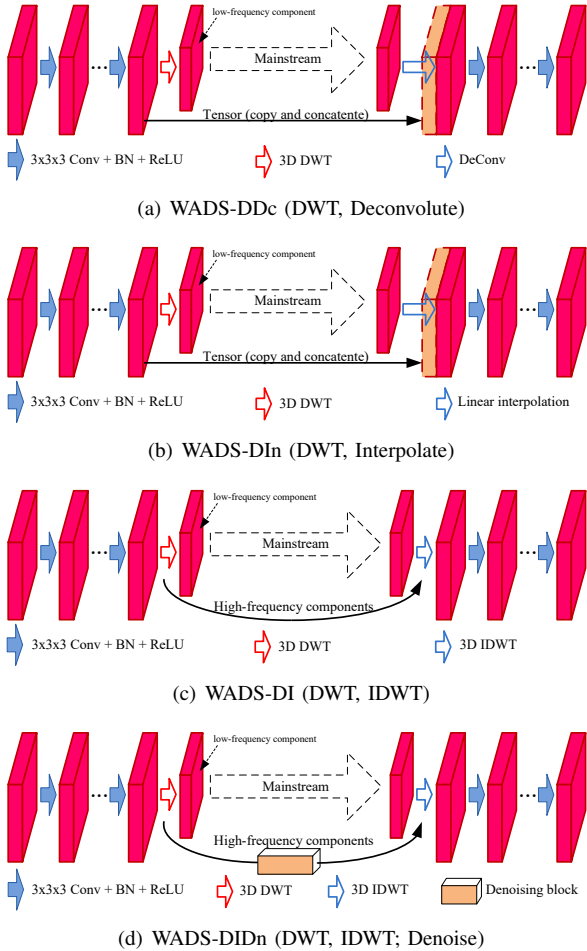 low-frequency component
...
Mainstream
...
Tensor (copy and concatente)
3x3x3 Conv + BN + ReLU
3D DWT
DeConv
(a) WADS-DDc (DWT, Deconvolute)
low-frequency component
...
Mainstream
...
Tensor (copy and concatente)
3x3x3 Conv + BN + ReLU
3D DWT
Linear interpolation
(b) WADS-DIn (DWT, Interpolate)
low-frequency component
...
Mainstream
...
High-frequency components
3x3x3 Conv + BN + ReLU
3D DWT
3D IDWT
(c) WADS-DI (DWT, IDWT)
low-frequency component
...
Mainstream
...
High-frequency components
3x3x3 Conv + BN + ReLU
3D DWT
3D IDWT
Denoising block
(d) WADS-DIDn (DWT, IDWT; Denoise)